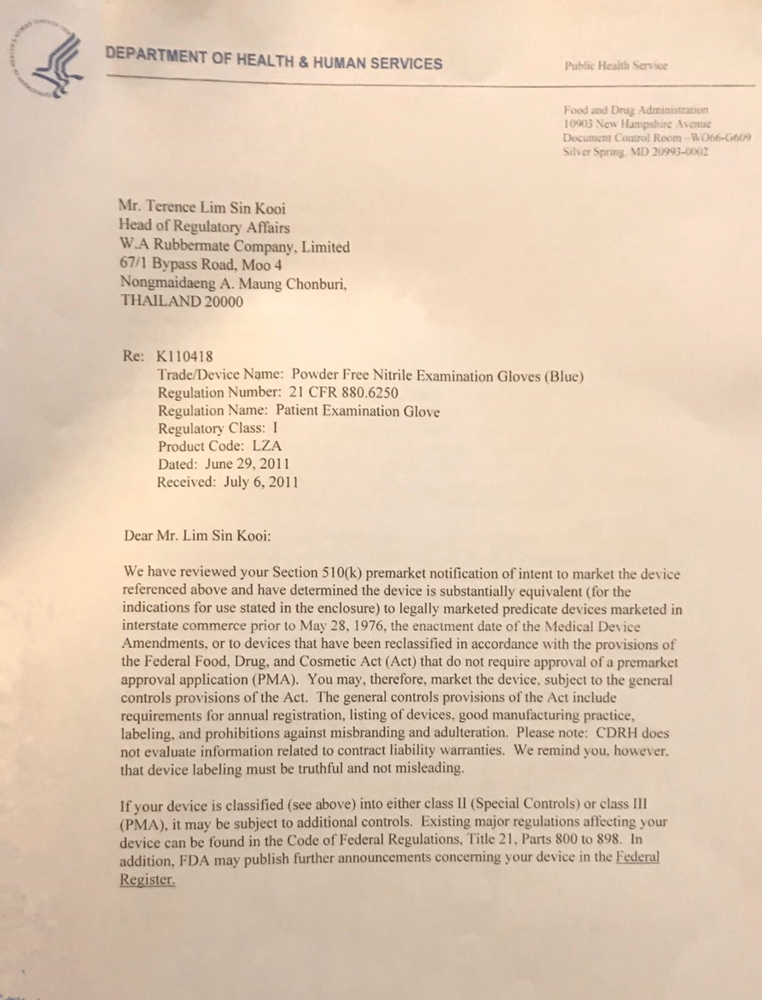 DEPARTMENT OF HEALTH & HUMAN SERVICES
Public Health Service
Food and Drug Administration
10903 New Hampshire Avenue
Document Control Room –WO66-G609
Silver Spring, MD 20993-0002
Mr. Terence Lim Sin Kooi
Head of Regulatory Affairs
W.A Rubbermate Company, Limited
67/1 Bypass Road, Moo 4
Nongmaidaeng A. Maung Chonburi,
THAILAND 20000
Re: K110418
Trade/Device Name: Powder Free Nitrile Examination Gloves (Blue)
Regulation Number: 21 CFR 880.6250
Regulation Name: Patient Examination Glove
Regulatory Class: I
Product Code: LZA
Dated: June 29, 2011
Received: July 6, 2011
Dear Mr. Lim Sin Kooi:
We have reviewed your Section 510(k) premarket notification of intent to market the device
referenced above and have determined the device is substantially equivalent (for the
indications for use stated in the enclosure) to legally marketed predicate devices marketed in
interstate commerce prior to May 28, 1976, the enactment date of the Medical Device
Amendments, or to devices that have been reclassified in accordance with the provisions of
the Federal Food, Drug, and Cosmetic Act (Act) that do not require approval of a premarket
approval application (PMA). You may, therefore, market the device, subject to the general
controls provisions of the Act. The general controls provisions of the Act include
requirements for annual registration, listing of devices, good manufacturing practice,
labeling, and prohibitions against misbranding and adulteration. Please note: CDRH does
not evaluate information related to contract liability warranties. We remind you, however,
that device labeling must be truthful and not misleading.
If your device is classified (see above) into either class II (Special Controls) or class III
(PMA), it may be subject to additional controls. Existing major regulations affecting your
device can be found in the Code of Federal Regulations, Title 21, Parts 800 to 898. In
addition, FDA may publish further announcements concerning your device in the Federal
Register.